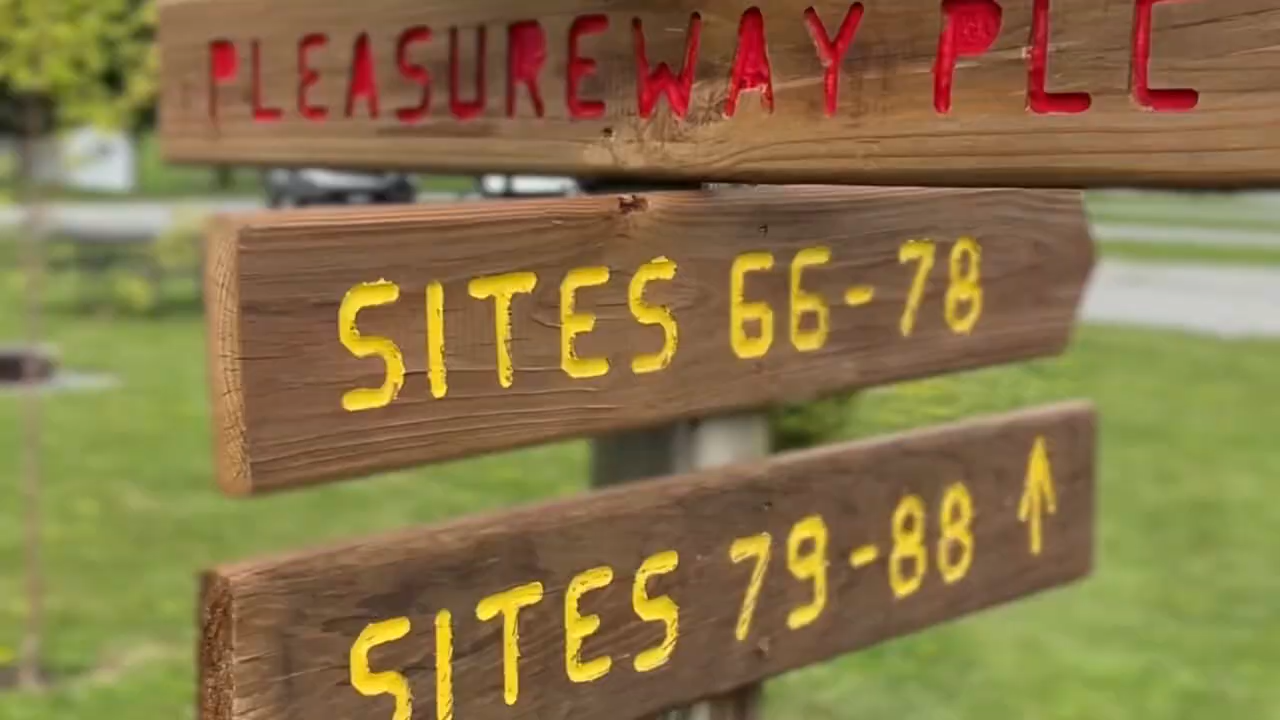 PLEASUREWAY PLC
SITES 66-78
SITES 79-88 ↑